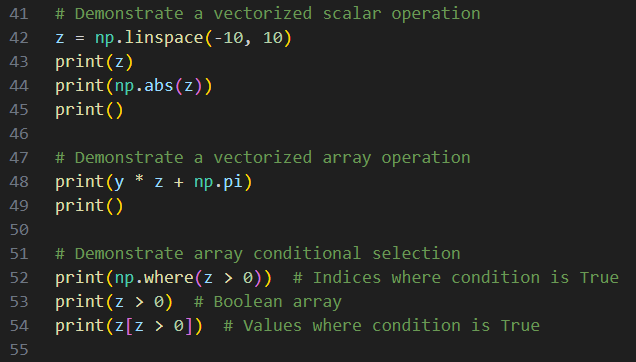 41 # Demonstrate a vectorized scalar operation
42 z = np.linspace(-10, 10)
43 print(z)
44 print(np.abs(z))
45 print()
46
47 # Demonstrate a vectorized array operation
48 print(y * z + np.pi)
49 print()
50
51 # Demonstrate array conditional selection
52 print(np.where(z > 0))  # Indices where condition is True
53 print(z > 0)  # Boolean array
54 print(z[z > 0])  # Values where condition is True
55